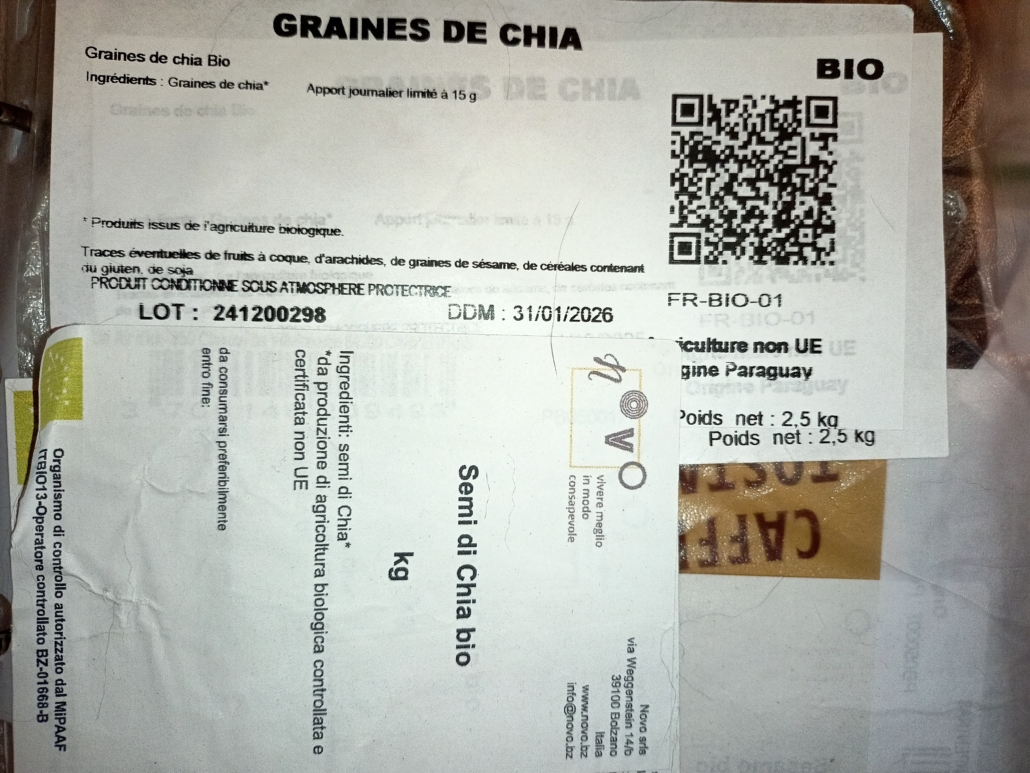 GRAINES DE CHIA
Graines de chia Bio
BIO
Ingrédients : Graines de chia*
Apport journalier limité à 15 g
* Produits issus de l'agriculture biologique.
Traces éventuelles de fruits à coque, d'arachides, de graines de sésame, de céréales contenant
du gluten, de soja
PRODUIT CONDITIONNE SOUS ATMOSPHERE PROTECTRICE
LOT : 241200298
DDM : 31/01/2026
FR-BIO-01
iculture non UE
gine Paraguay
Poids net : 2,5 kg
Poids net : 2,5 kg
novo
vivere meglio
in modo
consapevole
Novo srls
via Weggenstein 14/b
39100 Bolzano
Italia
www.novo.bz
info@novo.bz
Semi di Chia bio
kg
Ingredienti: semi di Chia*
*da produzione di agricoltura biologica controllata e
certificata non UE
da consumarsi preferibilmente
entro fine:
Organismo di controllo autorizzato dal MiPAAF
ITBIO13-Operatore controllato BZ-01668-B
CAFF
TOST